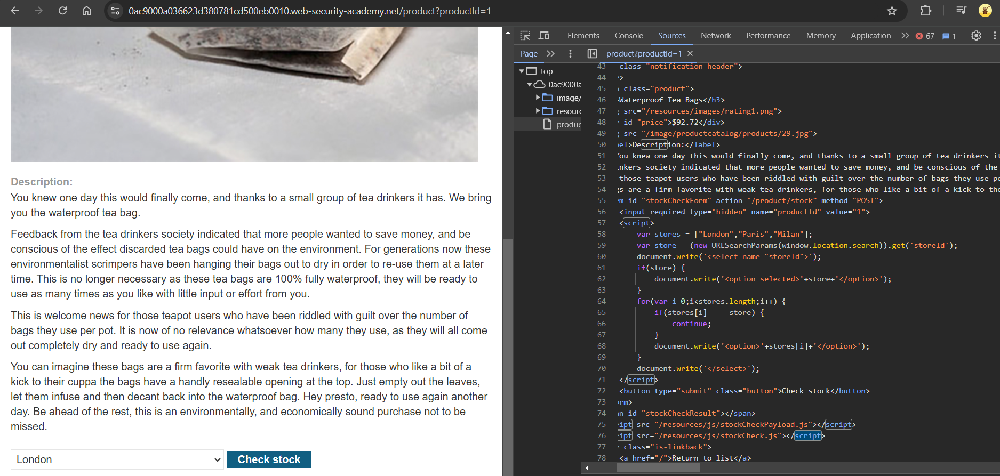 0ac9000a036623d380781cd500eb0010.web-security-academy.net/product?productId=1
Elements Console Sources Network Performance Memory Application 67 1
Page
product?productId=1
top
0ac9000a
image/
resourc
produc
43 class="notification-header">
44 >
45 class="product">
46 >Waterproof Tea Bags</h3>
47 g src="/resources/images/rating1.png">
48 id="price">$92.72</div>
49 g src="/image/productcatalog/products/29.jpg">
50 bel>Description:</label>
51 You knew one day this would finally come, and thanks to a small group of tea drinkers it
52 inkers society indicated that more people wanted to save money, and be conscious of the
53 those teapot users who have been riddled with guilt over the number of bags they use pe
54 gs are a firm favorite with weak tea drinkers, for those who like a bit of a kick to the
55 rm id="stockCheckForm" action="/product/stock" method="POST">
56 <input required type="hidden" name="productId" value="1">
57 <script>
58 var stores = ["London","Paris","Milan"];
59 var store = (new URLSearchParams(window.location.search)).get('storeId');
60 document.write('<select name="storeId">');
61 if(store) {
62 document.write('<option selected>'+store+'</option>');
63 }
64 for(var i=0;i<stores.length;i++) {
65 if(stores[i] === store) {
66 continue;
67 }
68 document.write('<option>'+stores[i]+'</option>');
69 }
70 document.write('</select>');
71 </script>
72 <button type="submit" class="button">Check stock</button>
73 orm>
74 an id="stockCheckResult"></span>
75 ript src="/resources/js/stockCheckPayload.js"></script>
76 ript src="/resources/js/stockCheck.js"></script>
77 class="is-linkback">
78 <a href="/">Return to list</a>
Description:
You knew one day this would finally come, and thanks to a small group of tea drinkers it has. We bring
you the waterproof tea bag.
Feedback from the tea drinkers society indicated that more people wanted to save money, and be
conscious of the effect discarded tea bags could have on the environment. For generations now these
environmentalist scrimpers have been hanging their bags out to dry in order to re-use them at a later
time. This is no longer necessary as these tea bags are 100% fully waterproof, they will be ready to
use as many times as you like with little input or effort from you.
This is welcome news for those teapot users who have been riddled with guilt over the number of
bags they use per pot. It is now of no relevance whatsoever how many they use, as they will all come
out completely dry and ready to use again.
You can imagine these bags are a firm favorite with weak tea drinkers, for those who like a bit of a
kick to their cuppa the bags have a handly resealable opening at the top. Just empty out the leaves,
let them infuse and then decant back into the waterproof bag. Hey presto, ready to use again another
day. Be ahead of the rest, this is an environmentally, and economically sound purchase not to be
missed.
London
Check stock